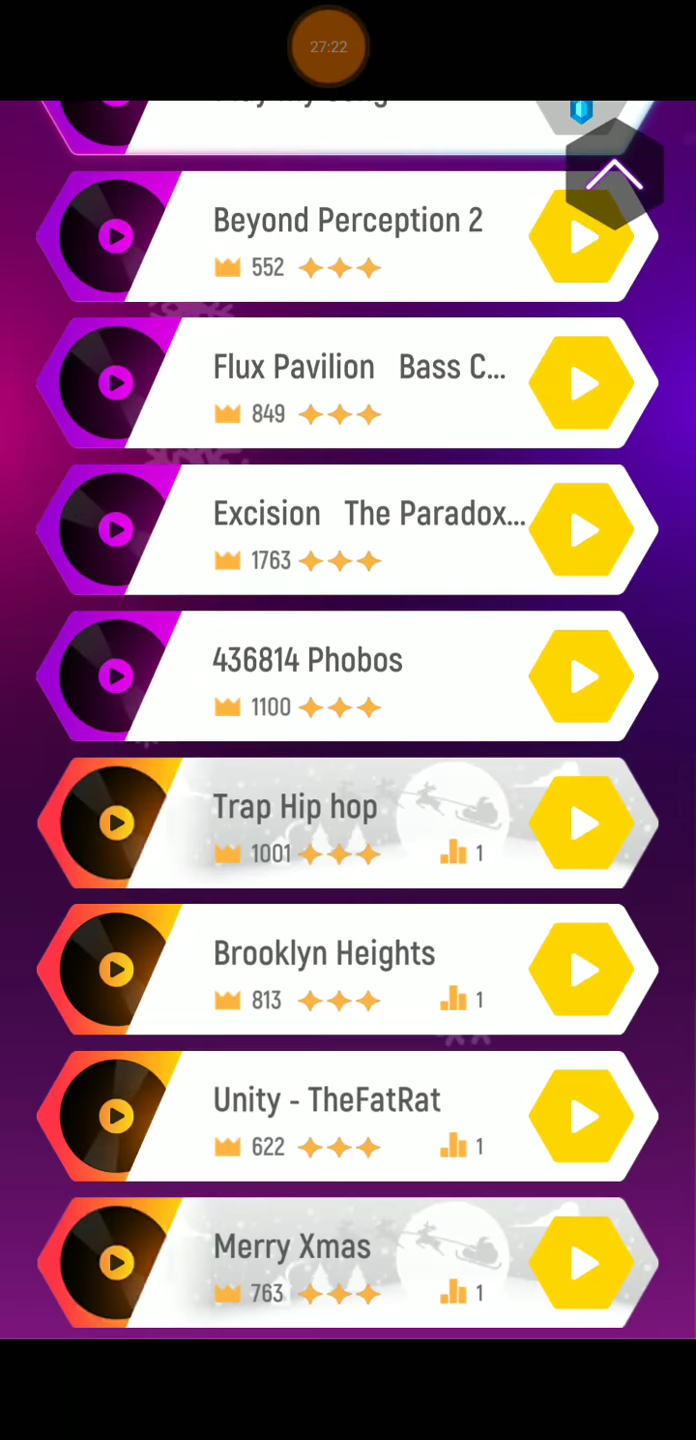 27:22
Beyond Perception 2
552
Flux Pavilion Bass C...
849
Excision The Paradox...
1763
436814 Phobos
1100
Trap Hip hop
1001 1
Brooklyn Heights
813 1
Unity - TheFatRat
622 1
Merry Xmas
763 1